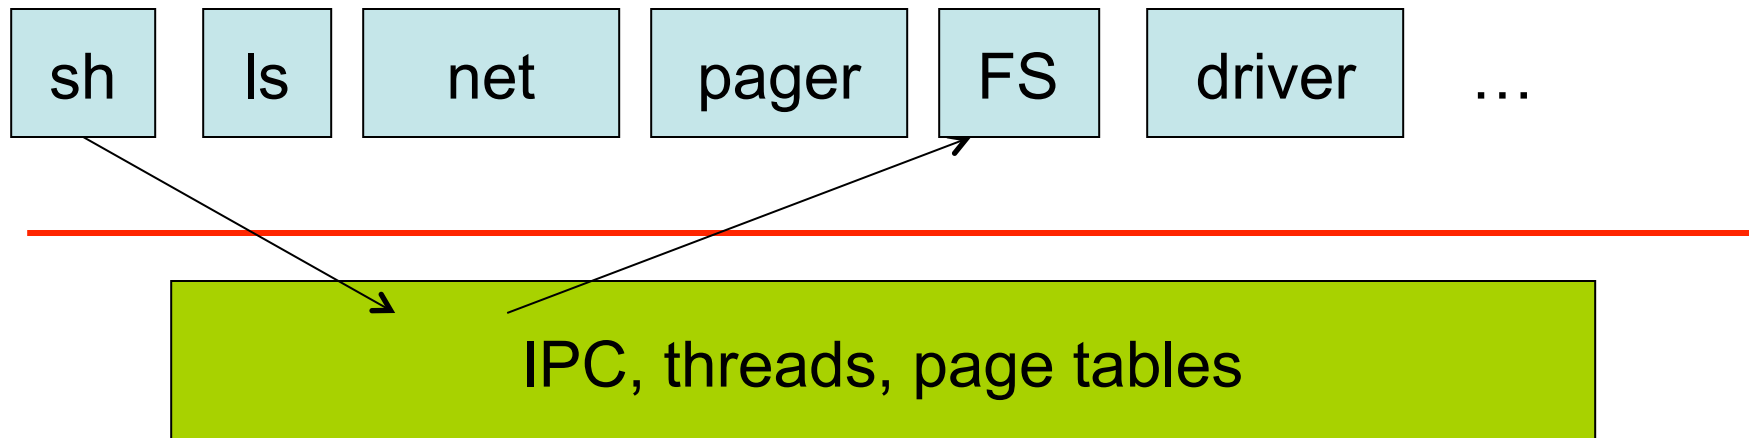 sh ls net pager FS driver …
IPC, threads, page tables